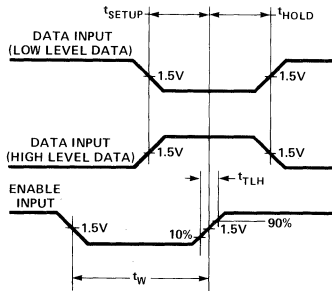 tSETUP
tHOLD
DATA INPUT
(LOW LEVEL DATA)
1.5V
1.5V
DATA INPUT
(HIGH LEVEL DATA)
1.5V
1.5V
tTLH
ENABLE
INPUT
1.5V
10%
1.5V
90%
tW